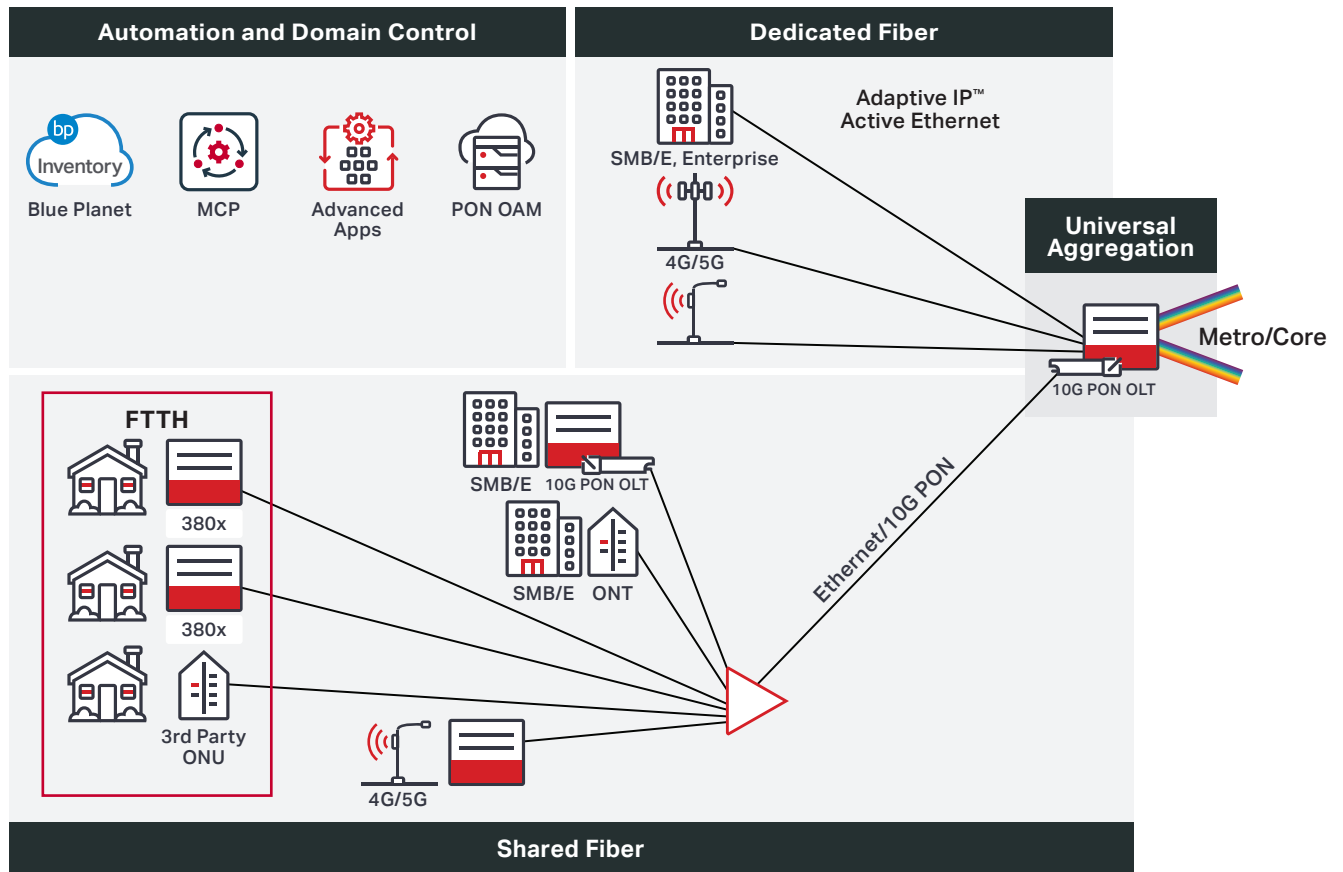 Automation and Domain Control
bp
Inventory
Blue Planet
MCP
Advanced
Apps
PON OAM
Dedicated Fiber
Adaptive IP™
Active Ethernet
SMB/E, Enterprise
4G/5G
Universal
Aggregation
Metro/Core
10G PON OLT
FTTH
380x
380x
3rd Party
ONU
SMB/E
10G PON OLT
SMB/E
ONT
4G/5G
Ethernet/10G PON
Shared Fiber